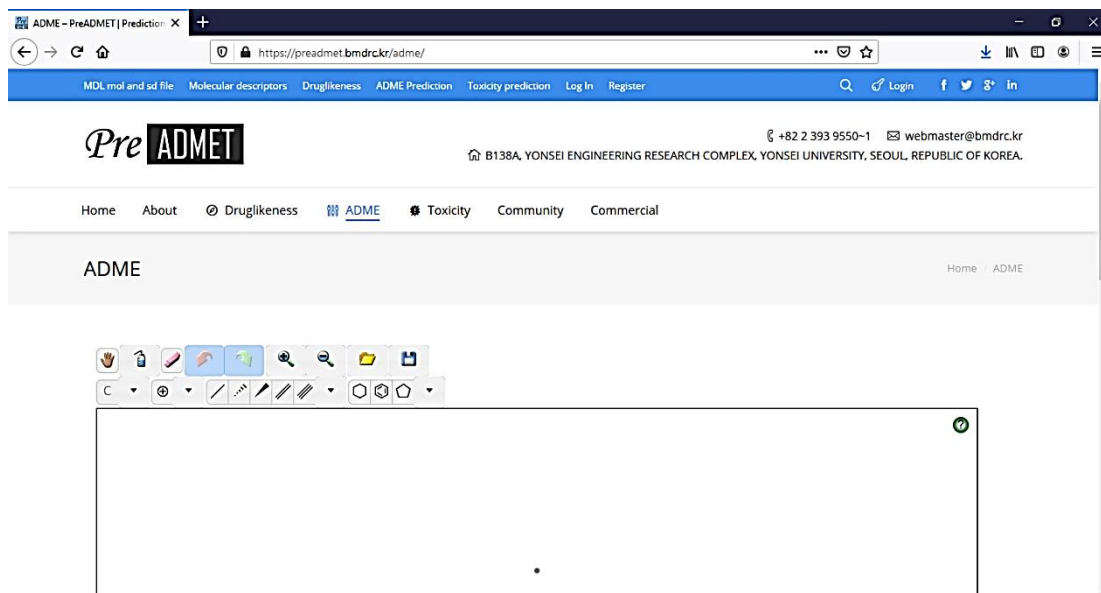 ADME – PreADMET | Prediction
https://preadmet.bmdrc.kr/adme/
MDL mol and sd file Molecular descriptors Druglikeness ADME Prediction Toxicity prediction Log In Register Login
Pre ADMET
+82 2 393 9550~1 webmaster@bmdrc.kr
B138A, YONSEI ENGINEERING RESEARCH COMPLEX, YONSEI UNIVERSITY, SEOUL, REPUBLIC OF KOREA.
Home About Druglikeness ADME Toxicity Community Commercial
ADME Home / ADME
C